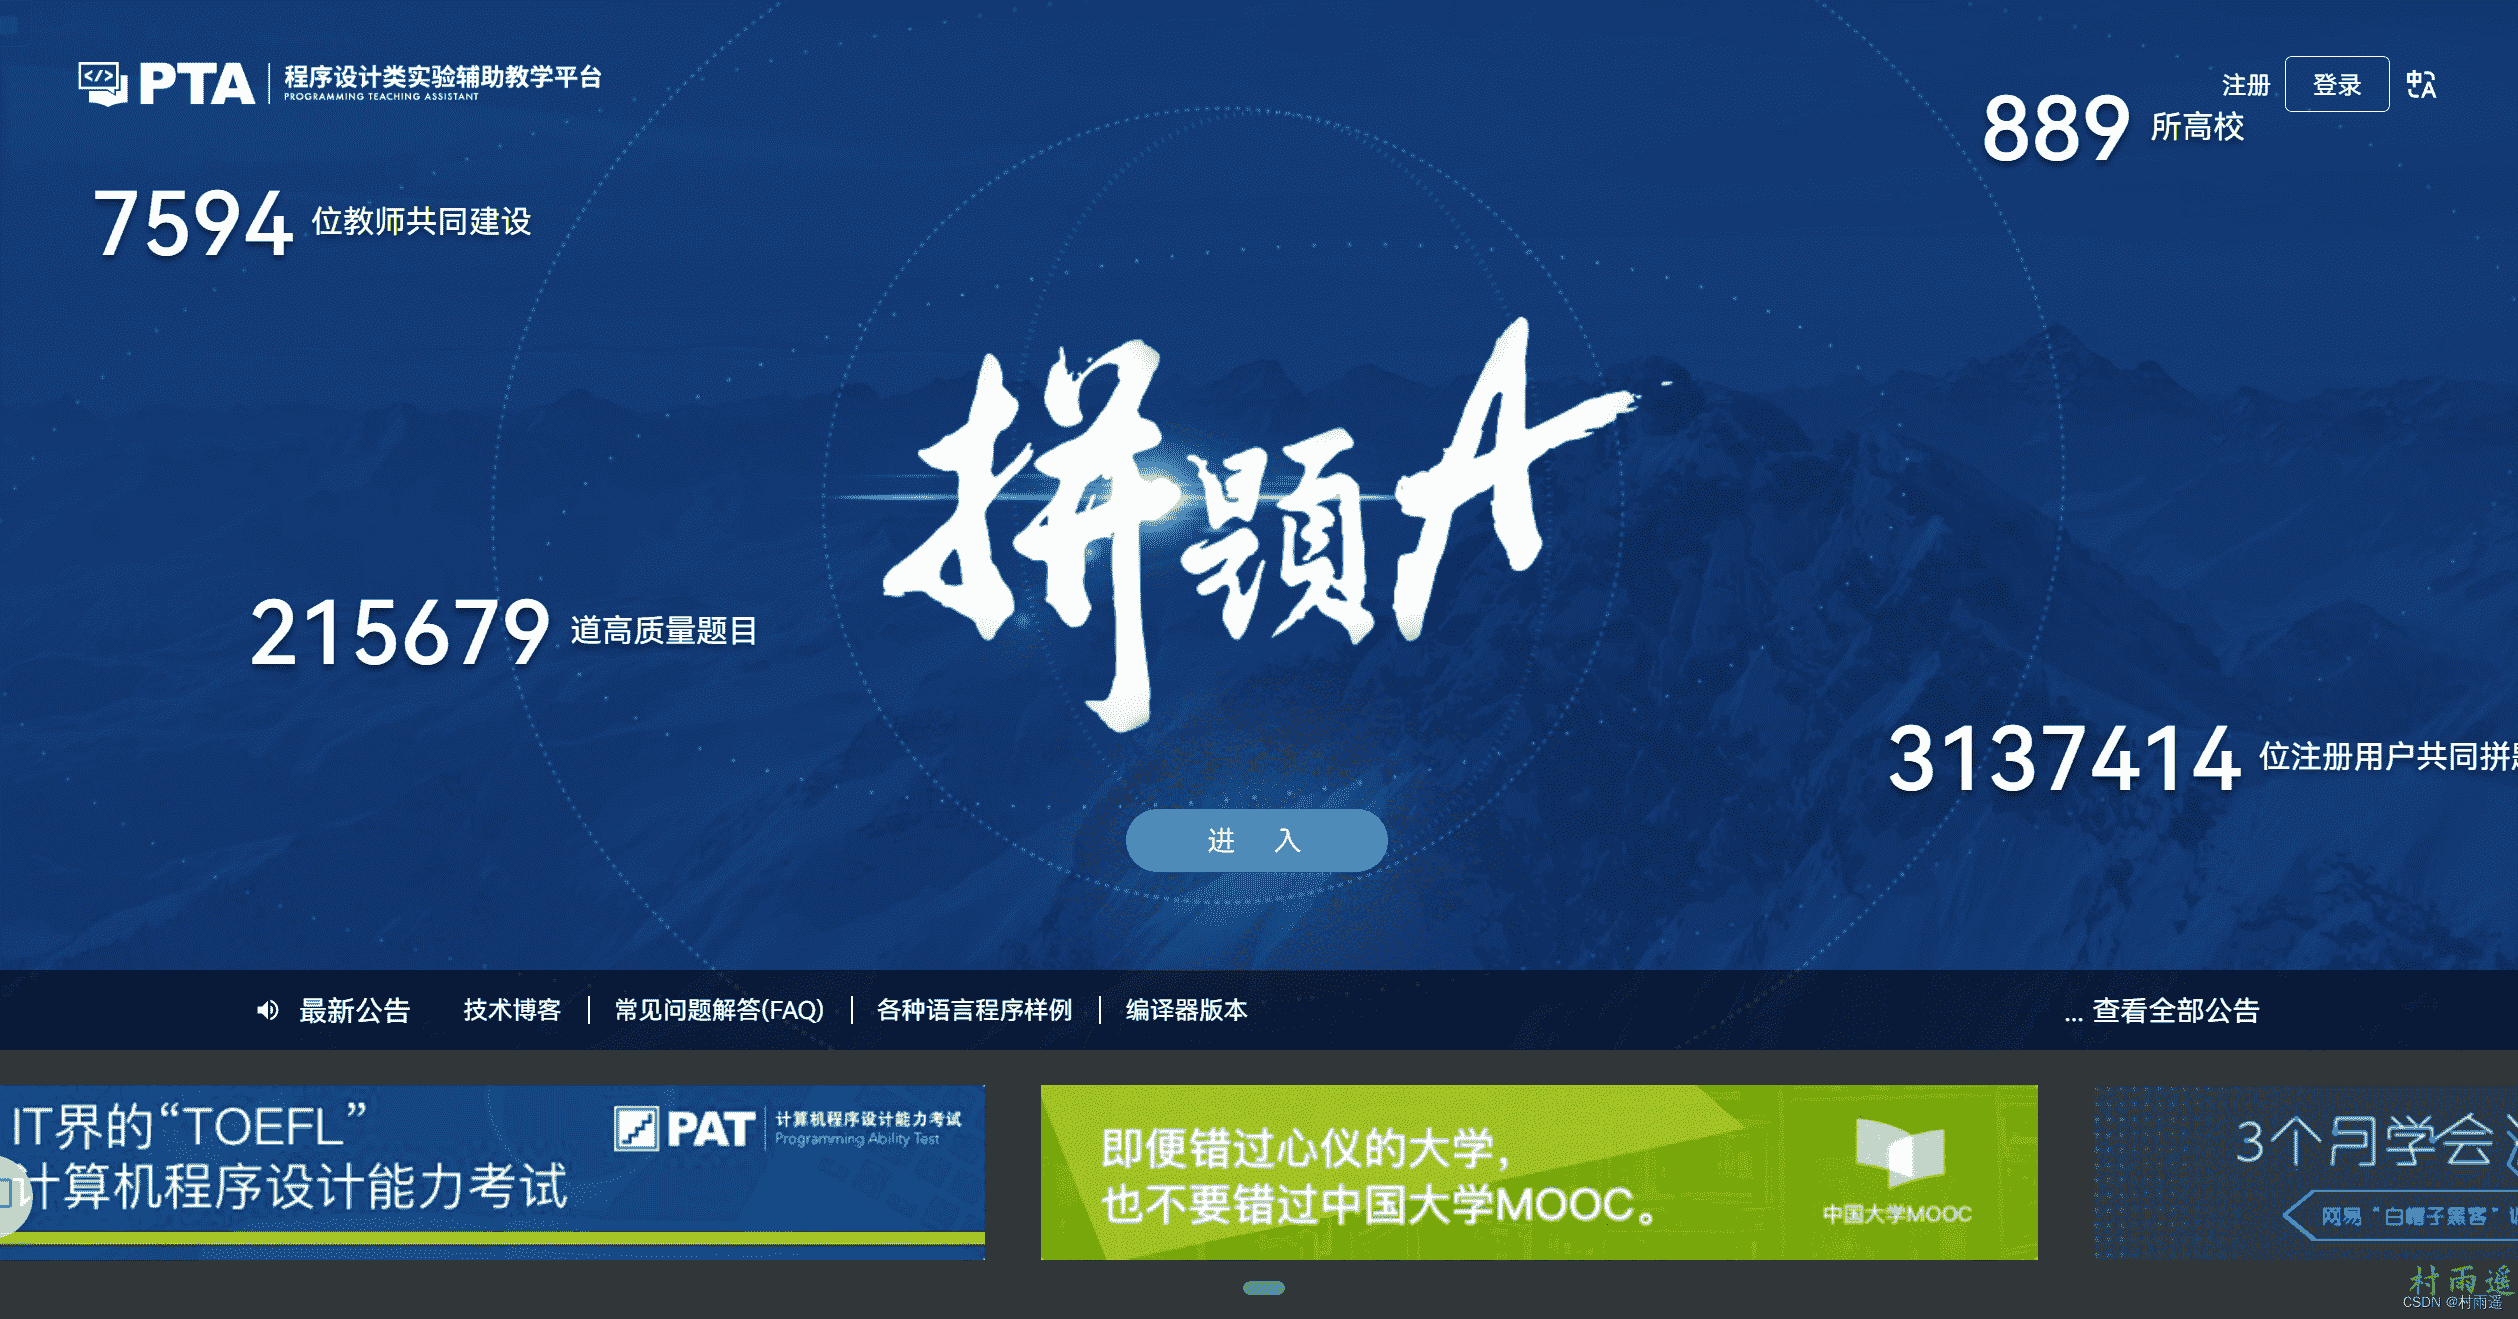 PTA
程序设计类实验辅助教学平台
PROGRAMMING TEACHING ASSISTANT
注册
登录
中A
889 所高校
7594 位教师共同建设
拼题A
215679 道高质量题目
3137414 位注册用户共同拼
进 入
最新公告
技术博客
常见问题解答(FAQ)
各种语言程序样例
编译器版本
... 查看全部公告
IT界的“TOEFL”
计算机程序设计能力考试
PAT
计算机程序设计能力考试
Programming Ability Test
即便错过心仪的大学，
也不要错过中国大学MOOC。
中国大学MOOC
3个月学会
网易“白帽子黑客”
村雨遥
CSDN @村雨遥